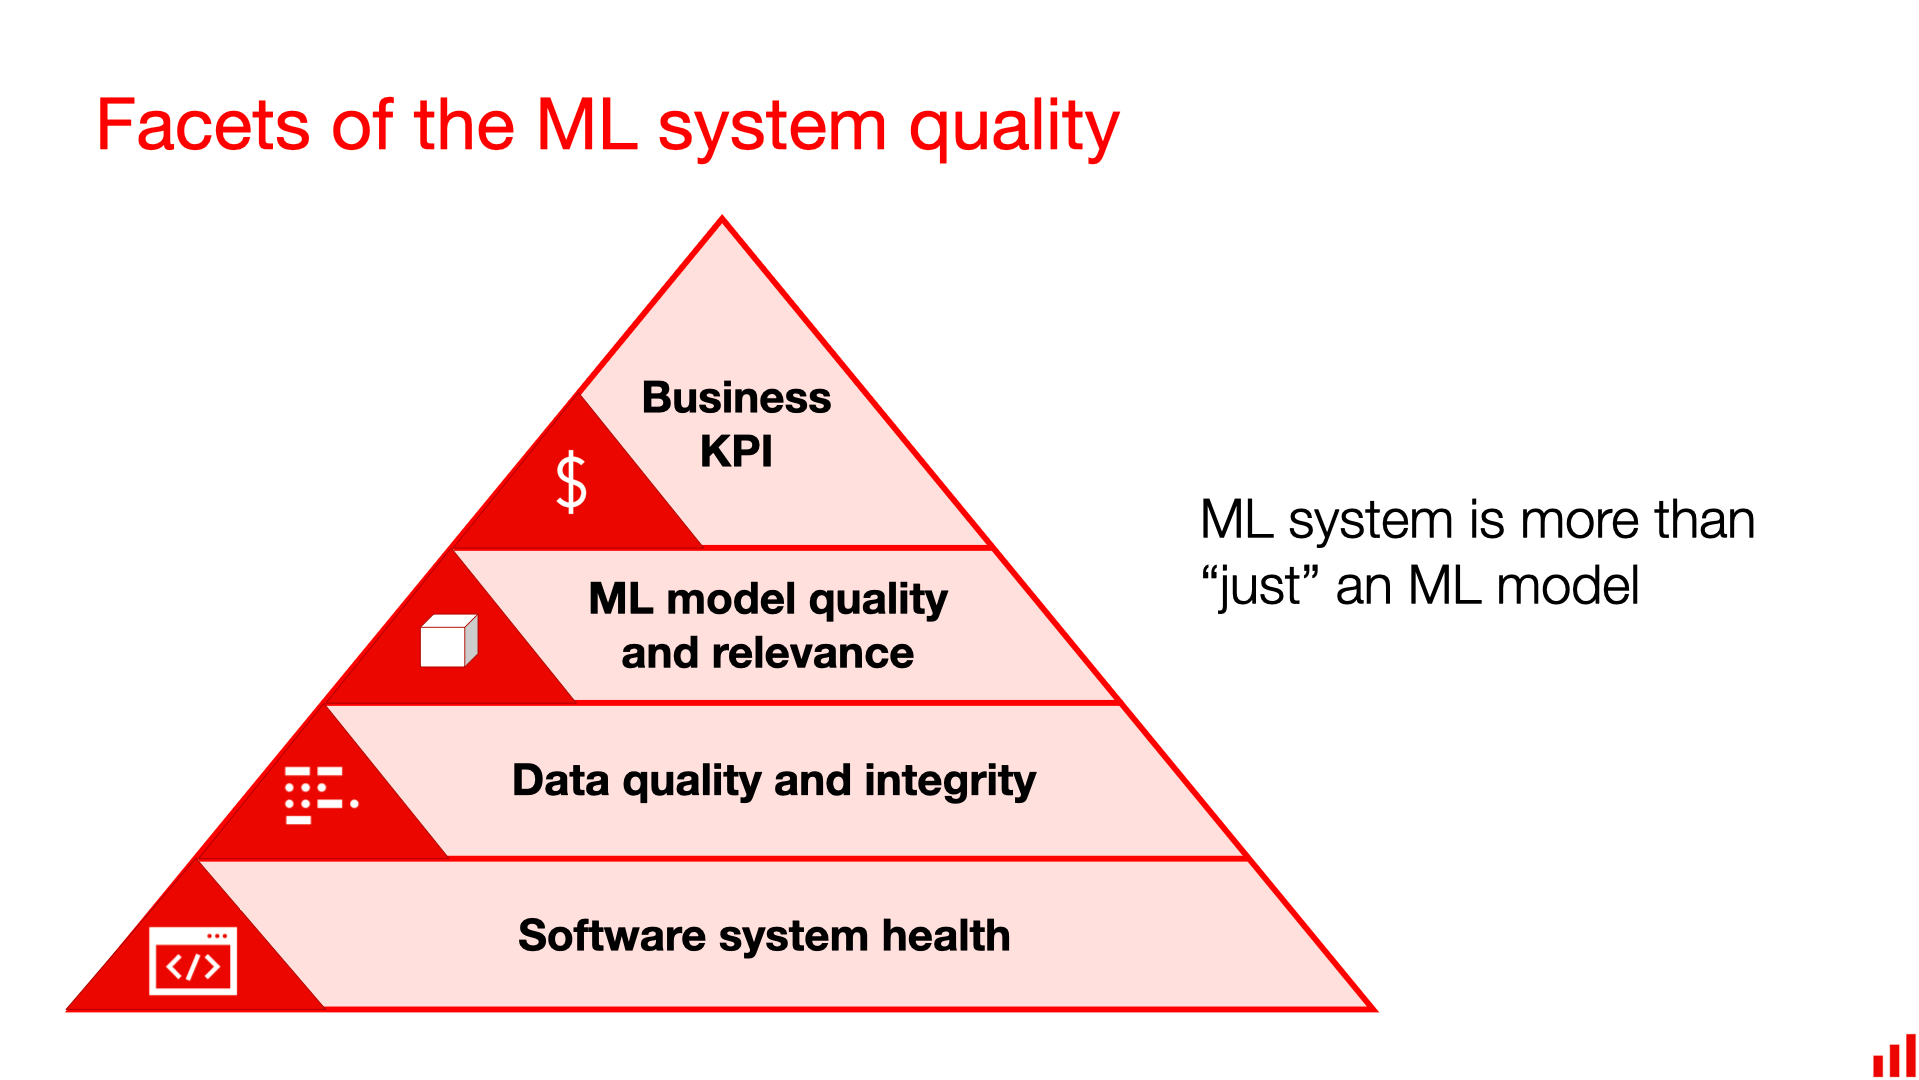 Facets of the ML system quality
Business
KPI
$
ML model quality
and relevance
Data quality and integrity
</>
Software system health
ML system is more than
“just” an ML model